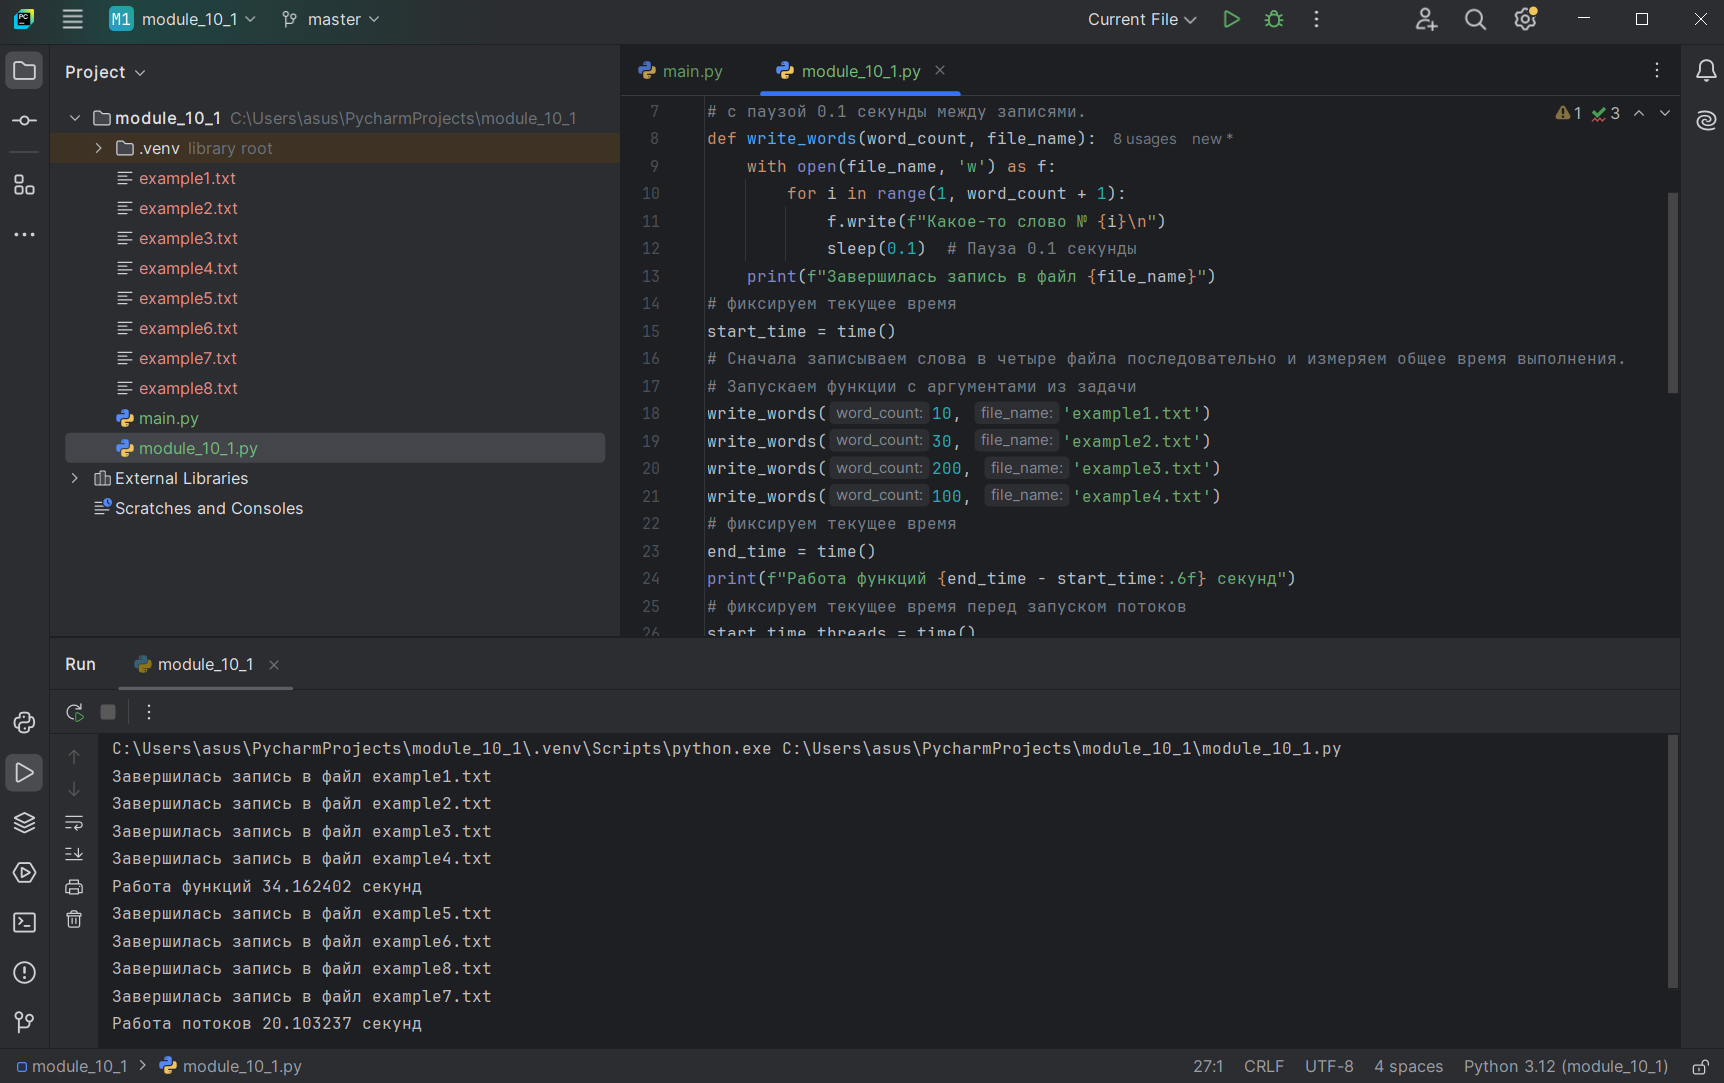 M1 module_10_1 master Current File
Project
main.py module_10_1.py
module_10_1 C:\Users\asus\PycharmProjects\module_10_1
.venv library root
example1.txt
example2.txt
example3.txt
example4.txt
example5.txt
example6.txt
example7.txt
example8.txt
main.py
module_10_1.py
External Libraries
Scratches and Consoles
1 3
7 # с паузой 0.1 секунды между записями.
8 def write_words(word_count, file_name): 8 usages new *
9 with open(file_name, 'w') as f:
10 for i in range(1, word_count + 1):
11 f.write(f"Какое-то слово № {i}\n")
12 sleep(0.1) # Пауза 0.1 секунды
13 print(f"Завершилась запись в файл {file_name}")
14 # фиксируем текущее время
15 start_time = time()
16 # Сначала записываем слова в четыре файла последовательно и измеряем общее время выполнения.
17 # Запускаем функции с аргументами из задачи
18 write_words( word_count: 10, file_name: 'example1.txt')
19 write_words( word_count: 30, file_name: 'example2.txt')
20 write_words( word_count: 200, file_name: 'example3.txt')
21 write_words( word_count: 100, file_name: 'example4.txt')
22 # фиксируем текущее время
23 end_time = time()
24 print(f"Работа функций {end_time - start_time:.6f} секунд")
25 # фиксируем текущее время перед запуском потоков
26 start_time_threads = time()
Run module_10_1
C:\Users\asus\PycharmProjects\module_10_1\.venv\Scripts\python.exe C:\Users\asus\PycharmProjects\module_10_1\module_10_1.py
Завершилась запись в файл example1.txt
Завершилась запись в файл example2.txt
Завершилась запись в файл example3.txt
Завершилась запись в файл example4.txt
Работа функций 34.162402 секунд
Завершилась запись в файл example5.txt
Завершилась запись в файл example6.txt
Завершилась запись в файл example8.txt
Завершилась запись в файл example7.txt
Работа потоков 20.103237 секунд
module_10_1 > module_10_1.py 27:1 CRLF UTF-8 4 spaces Python 3.12 (module_10_1)